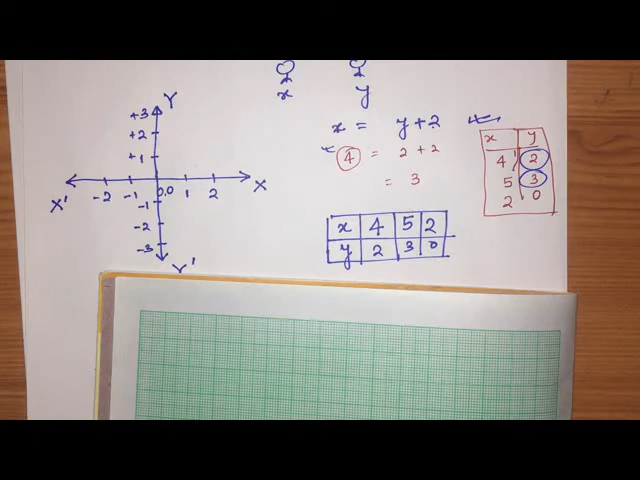 x y
Y
+3
+2
+1
X' -2 -1 0,0 1 2 X
-1
-2
-3
Y'
x = y + 2
4 = 2 + 2
= 3
x y
4 2
5 3
2 0
x 4 5 2
y 2 3 0